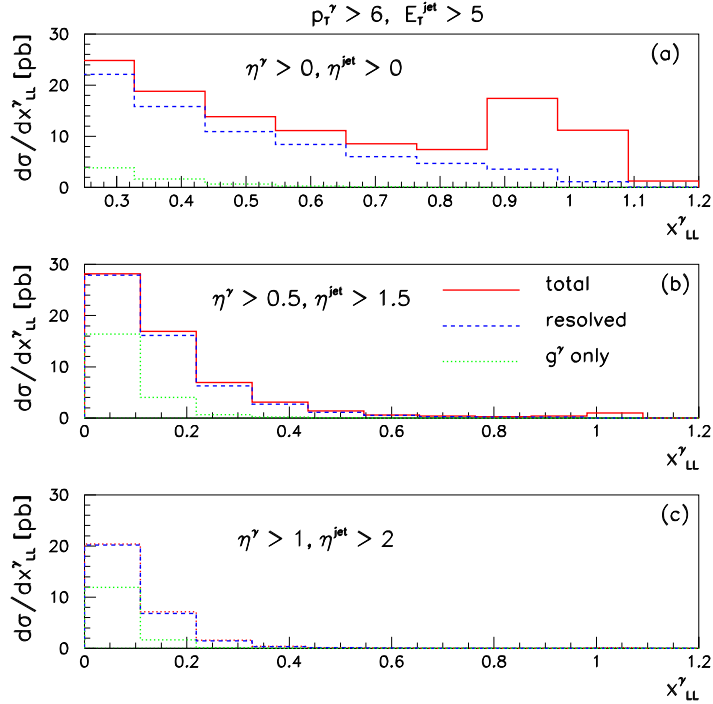 p_T^γ > 6, E_T^jet > 5
dσ/dx^γ_LL [pb]
30
20
10
0
η^γ > 0, η^jet > 0
(a)
0.3 0.4 0.5 0.6 0.7 0.8 0.9 1 1.1 1.2
x^γ_LL
dσ/dx^γ_LL [pb]
30
20
10
0
η^γ > 0.5, η^jet > 1.5
(b)
total
resolved
g^γ only
0 0.2 0.4 0.6 0.8 1 1.2
x^γ_LL
dσ/dx^γ_LL [pb]
30
20
10
0
η^γ > 1, η^jet > 2
(c)
0 0.2 0.4 0.6 0.8 1 1.2
x^γ_LL